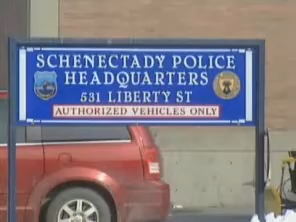 SCHENECTADY POLICE
HEADQUARTERS
531 LIBERTY ST
AUTHORIZED VEHICLES ONLY